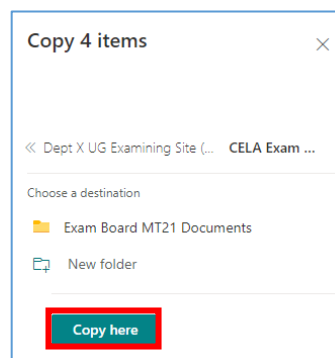 Copy 4 items
Dept X UG Examining Site (... CELA Exam ...
Choose a destination
Exam Board MT21 Documents
New folder
Copy here